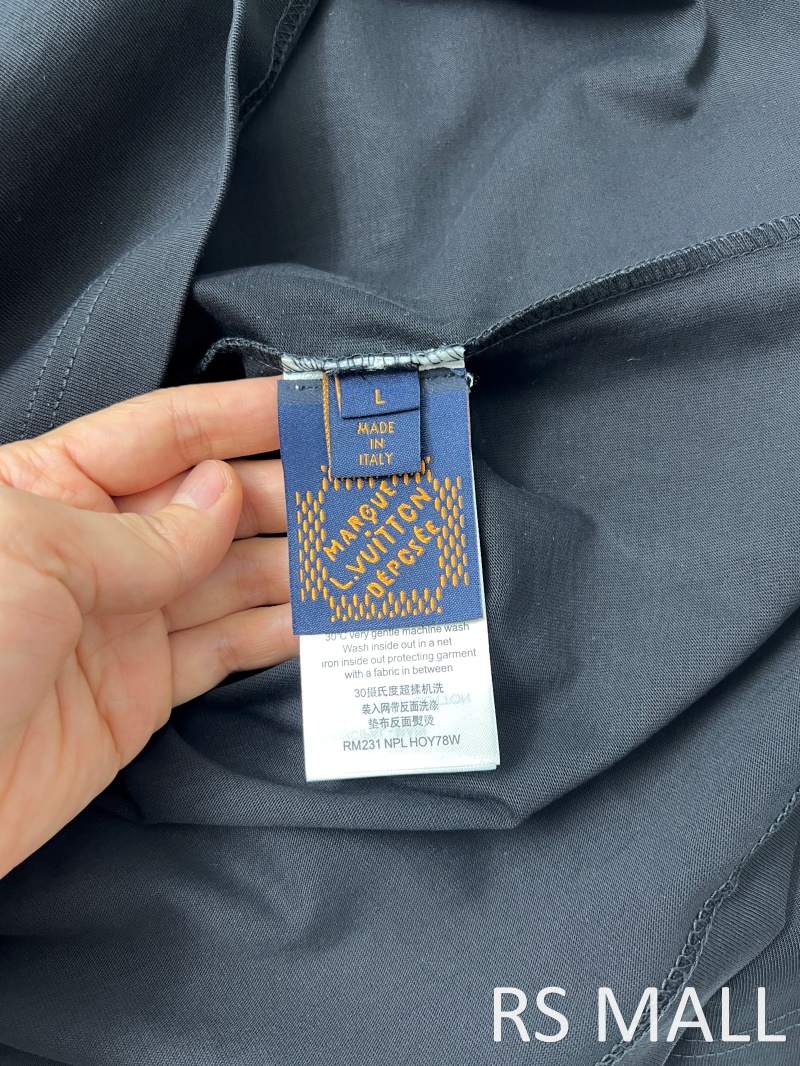 L
MADE
IN
ITALY
MARQUE
L.VUITTON
DÉPOSÉE
30°C very gentle machine wash
Wash inside out in a net
iron inside out protecting garment
with a fabric in between
30摄氏度超揉机洗
装入网带反面洗涤
垫布反面熨烫
RM231 NPL HOY78W
RS MALL